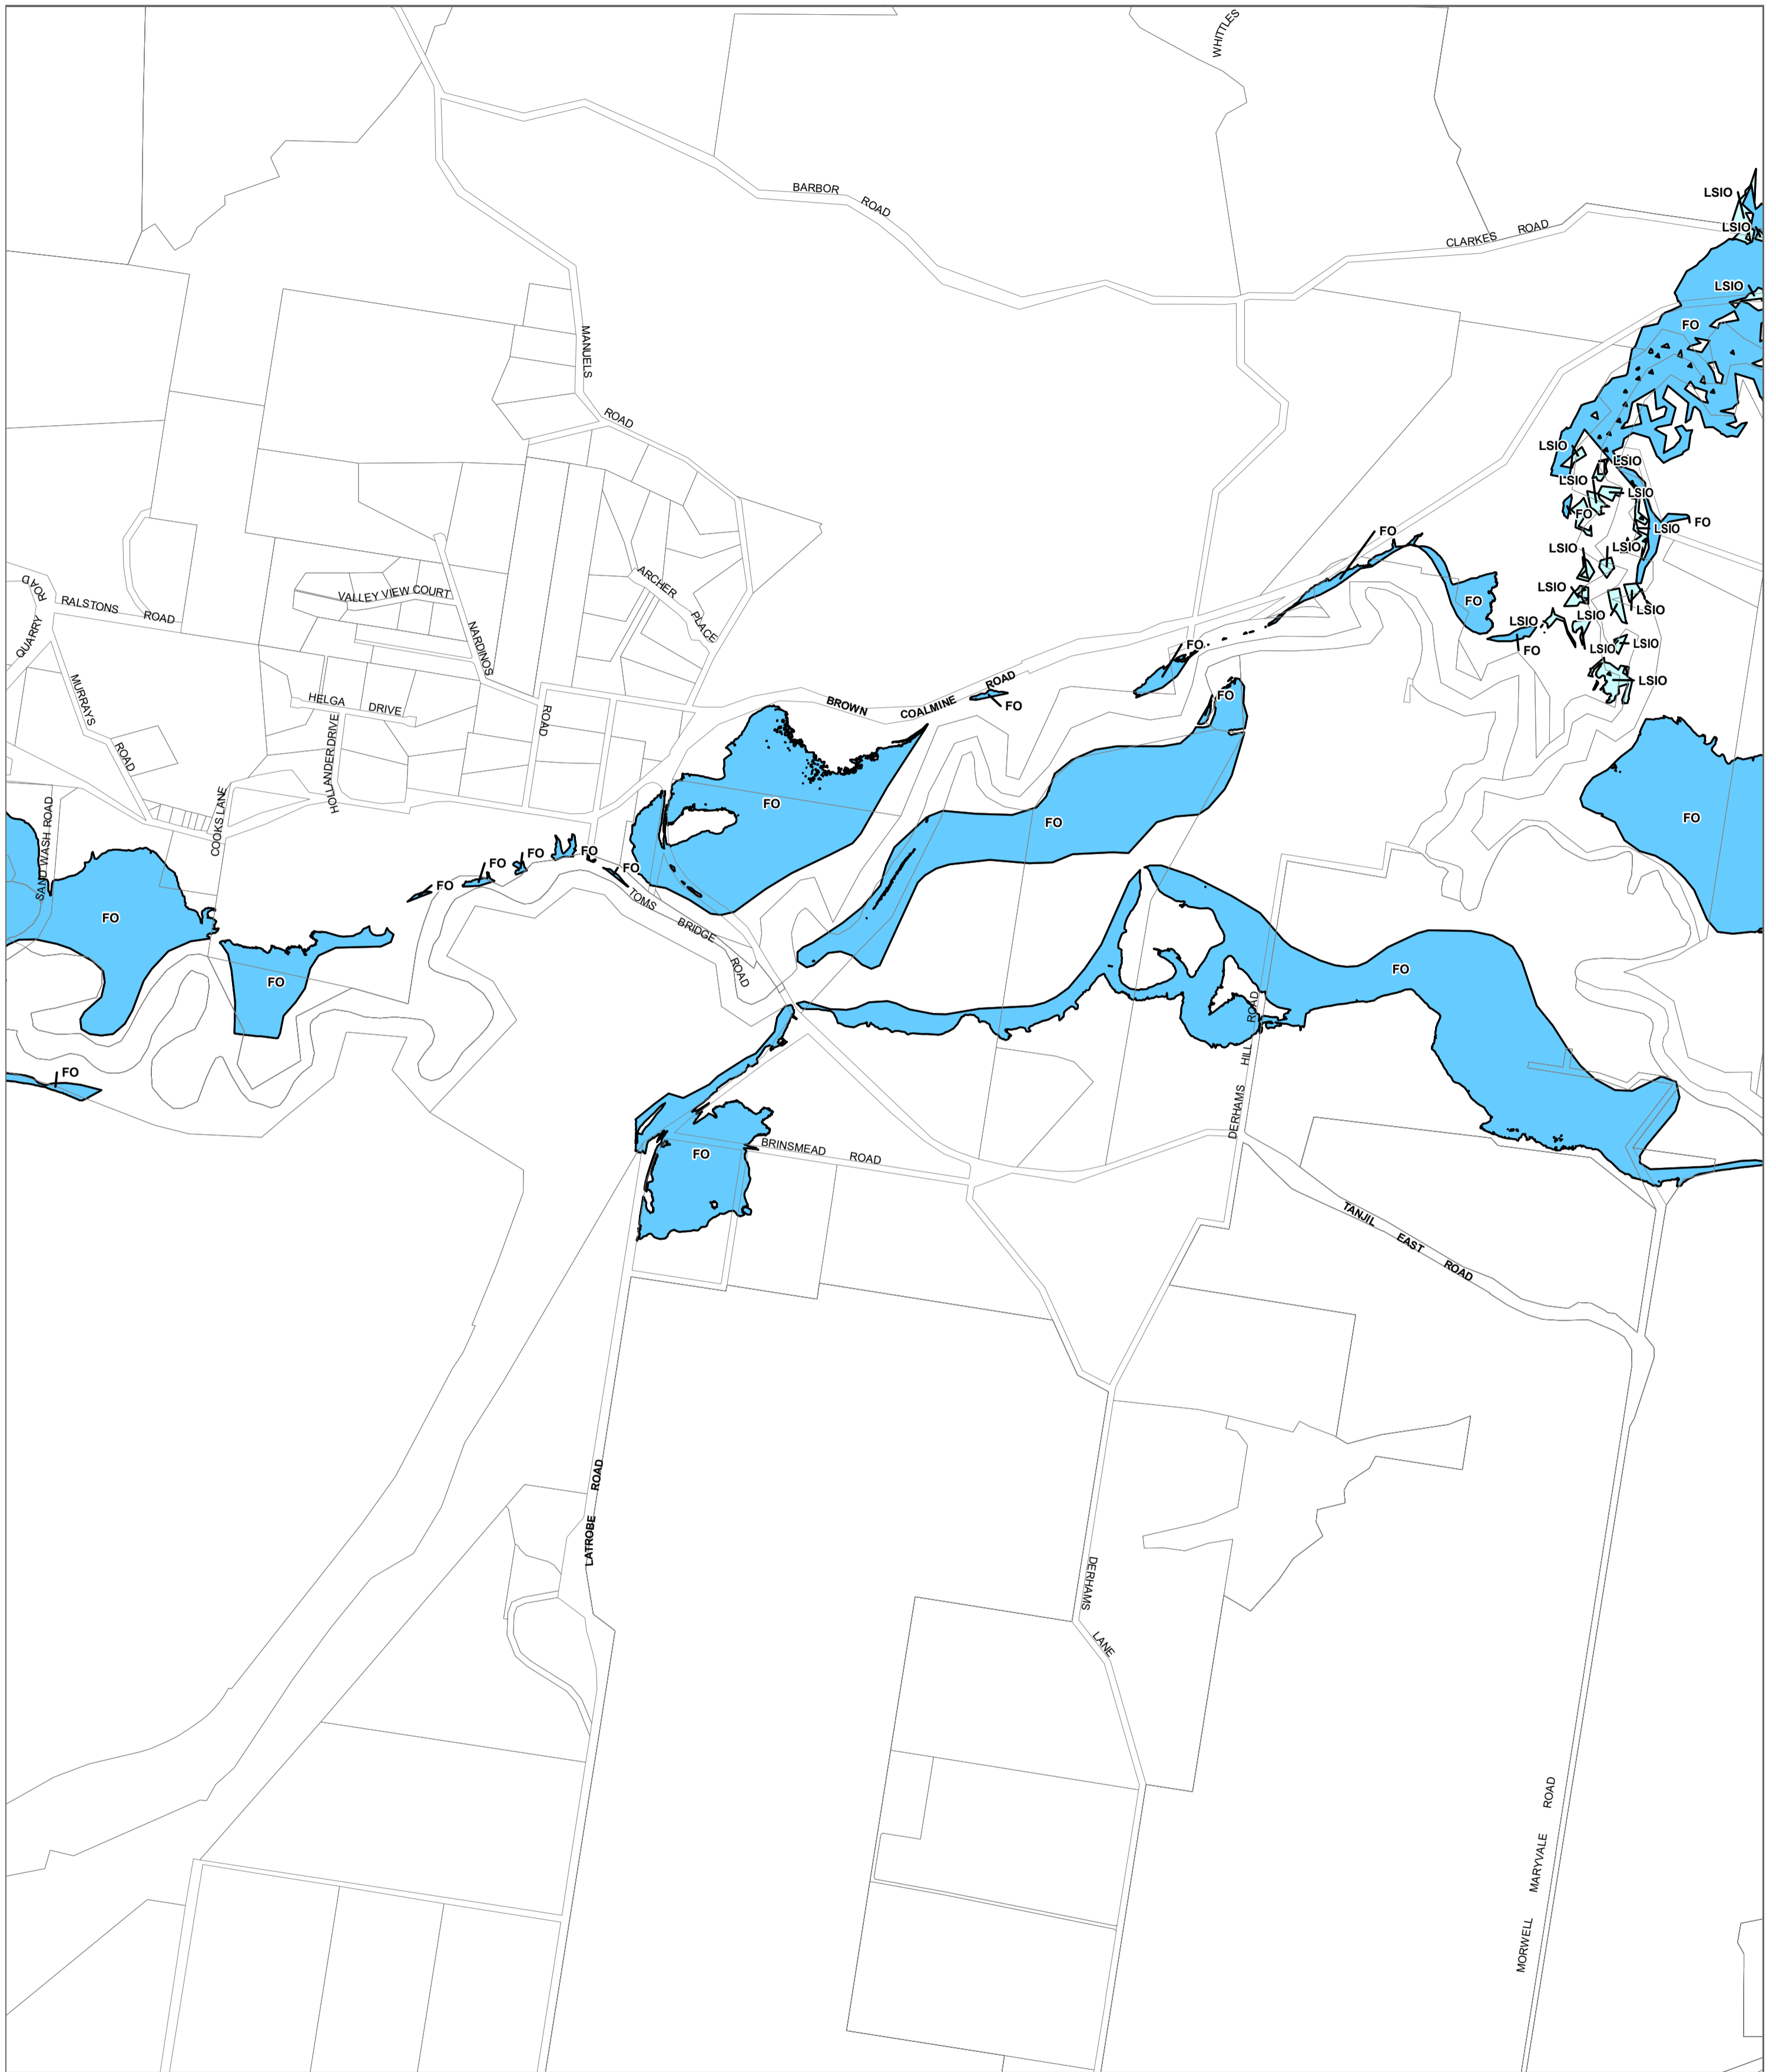 WHITTLES
BARBOR ROAD
CLARKES ROAD
LSIO
LSIO
LSIO
FO
MANUELS
ROAD
LSIO
LSIO
LSIO
LSIO
FO
LSIO
FO
FO
LSIO
LSIO
ARCHER
PLACE
VALLEY VIEW COURT
ROAD
RALSTONS ROAD
QUARRY
NARDINOS
ROAD
LSIO
LSIO
LSIO
LSIO
FO
FO
LSIO
LSIO
LSIO
FO
MURRAYS
ROAD
HELGA DRIVE
HOLLANDER DRIVE
BROWN COALMINE ROAD
FO
FO
FO
FO
FO
FO
COOKS LANE
SAND WASH ROAD
FO
FO
FO
FO
FO
TOMS BRIDGE ROAD
FO
FO
FO
FO
DERHAMS HILL ROAD
FO
BRINSMEAD ROAD
TANJIL EAST ROAD
LATROBE ROAD
DERHAMS
LANE
MORWELL MARYVALE ROAD